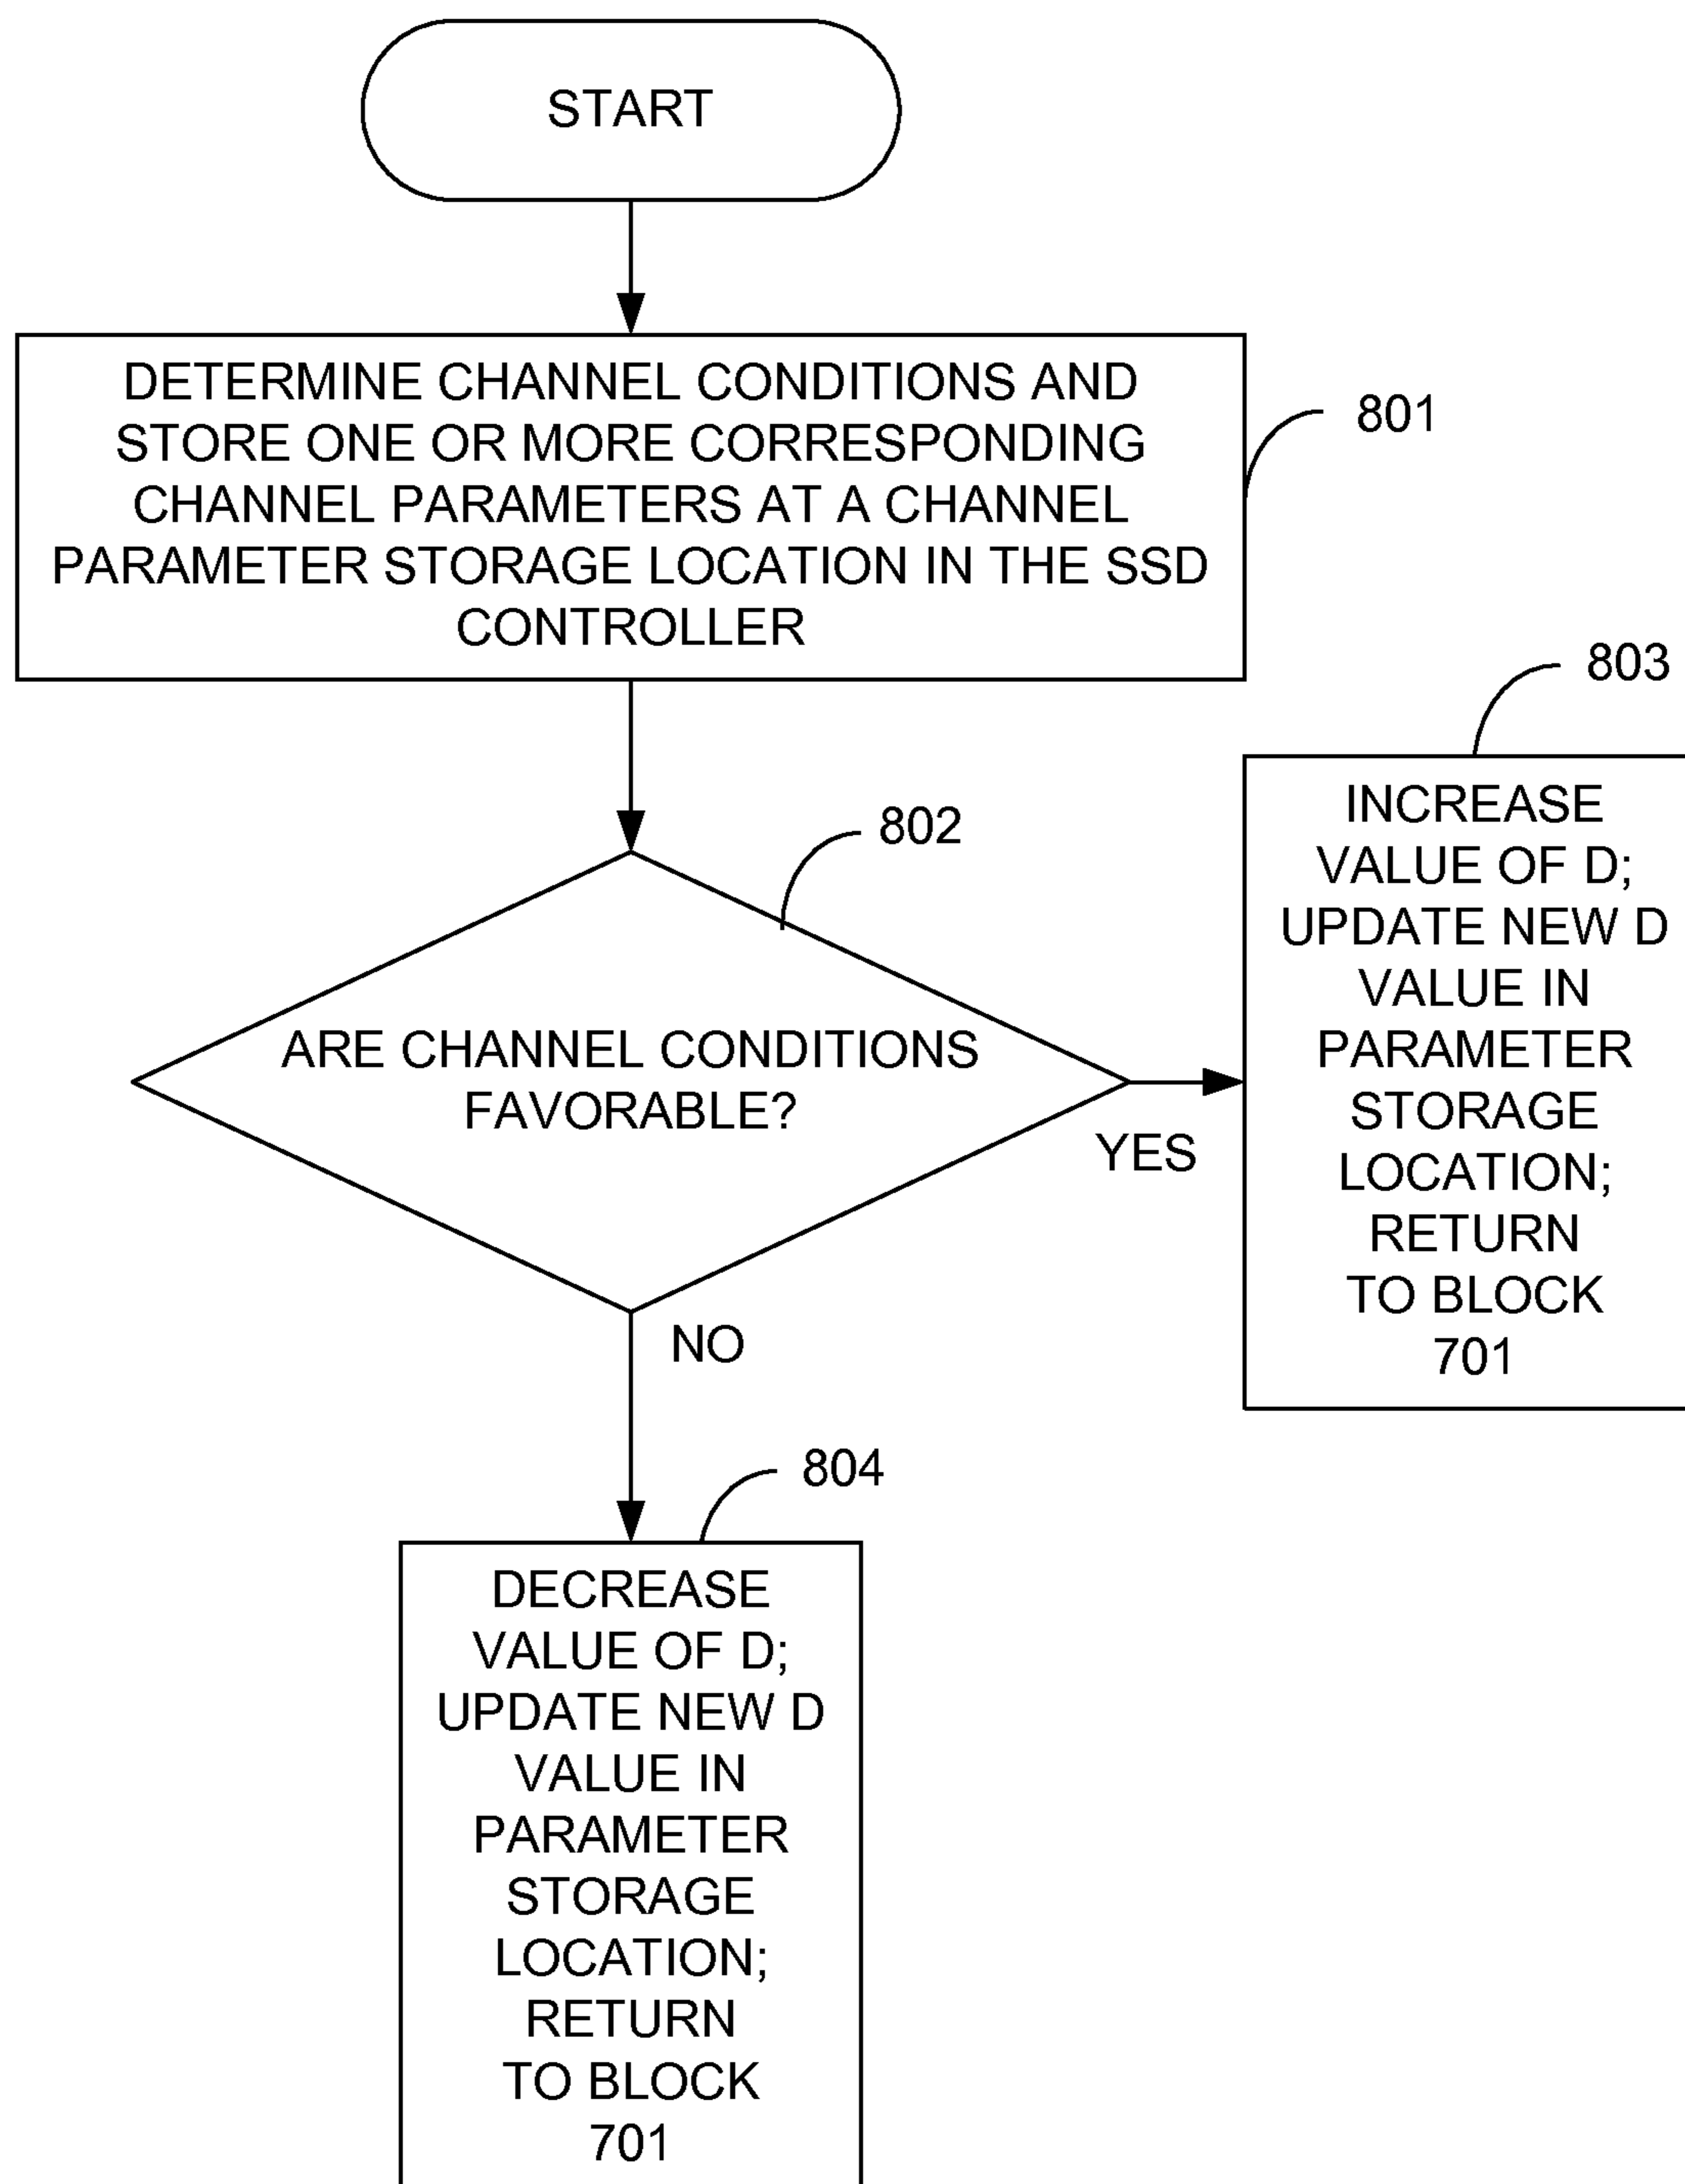 START
DETERMINE CHANNEL CONDITIONS AND
STORE ONE OR MORE CORRESPONDING
CHANNEL PARAMETERS AT A CHANNEL
PARAMETER STORAGE LOCATION IN THE SSD
CONTROLLER
801
802
ARE CHANNEL CONDITIONS
FAVORABLE?
YES
803
INCREASE
VALUE OF D;
UPDATE NEW D
VALUE IN
PARAMETER
STORAGE
LOCATION;
RETURN
TO BLOCK
701
NO
804
DECREASE
VALUE OF D;
UPDATE NEW D
VALUE IN
PARAMETER
STORAGE
LOCATION;
RETURN
TO BLOCK
701